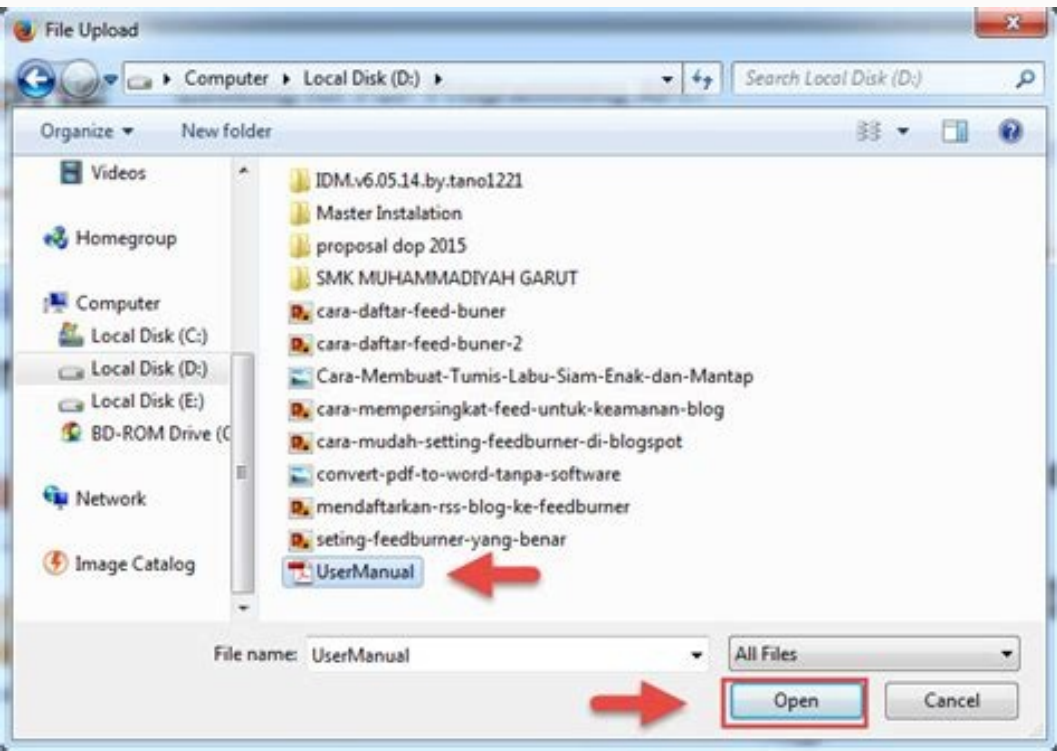 File Upload
Computer Local Disk (D:)
Search Local Disk (D:)
Organize
New folder
Videos
Homegroup
Computer
Local Disk (C:)
Local Disk (D:)
Local Disk (E:)
BD-ROM Drive (
Network
Image Catalog
IDM.v6.05.14.by.tano1221
Master Instalation
proposal dop 2015
SMK MUHAMMADIYAH GARUT
cara-daftar-feed-buner
cara-daftar-feed-buner-2
Cara-Membuat-Tumis-Labu-Siam-Enak-dan-Mantap
cara-mempersingkat-feed-untuk-keamanan-blog
cara-mudah-setting-feedburner-di-blogspot
convert-pdf-to-word-tanpa-software
mendaftarkan-rss-blog-ke-feedburner
seting-feedburner-yang-benar
UserManual
File name: UserManual
All Files
Open
Cancel